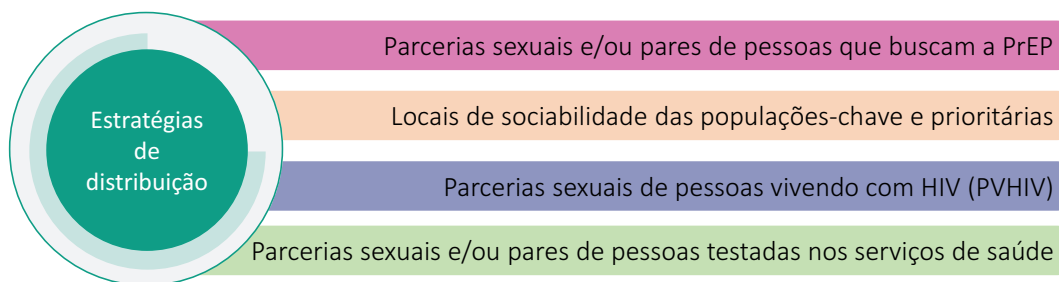 Estratégias
de
distribuição
Parcerias sexuais e/ou pares de pessoas que buscam a PrEP
Locais de sociabilidade das populações-chave e prioritárias
Parcerias sexuais de pessoas vivendo com HIV (PVHIV)
Parcerias sexuais e/ou pares de pessoas testadas nos serviços de saúde